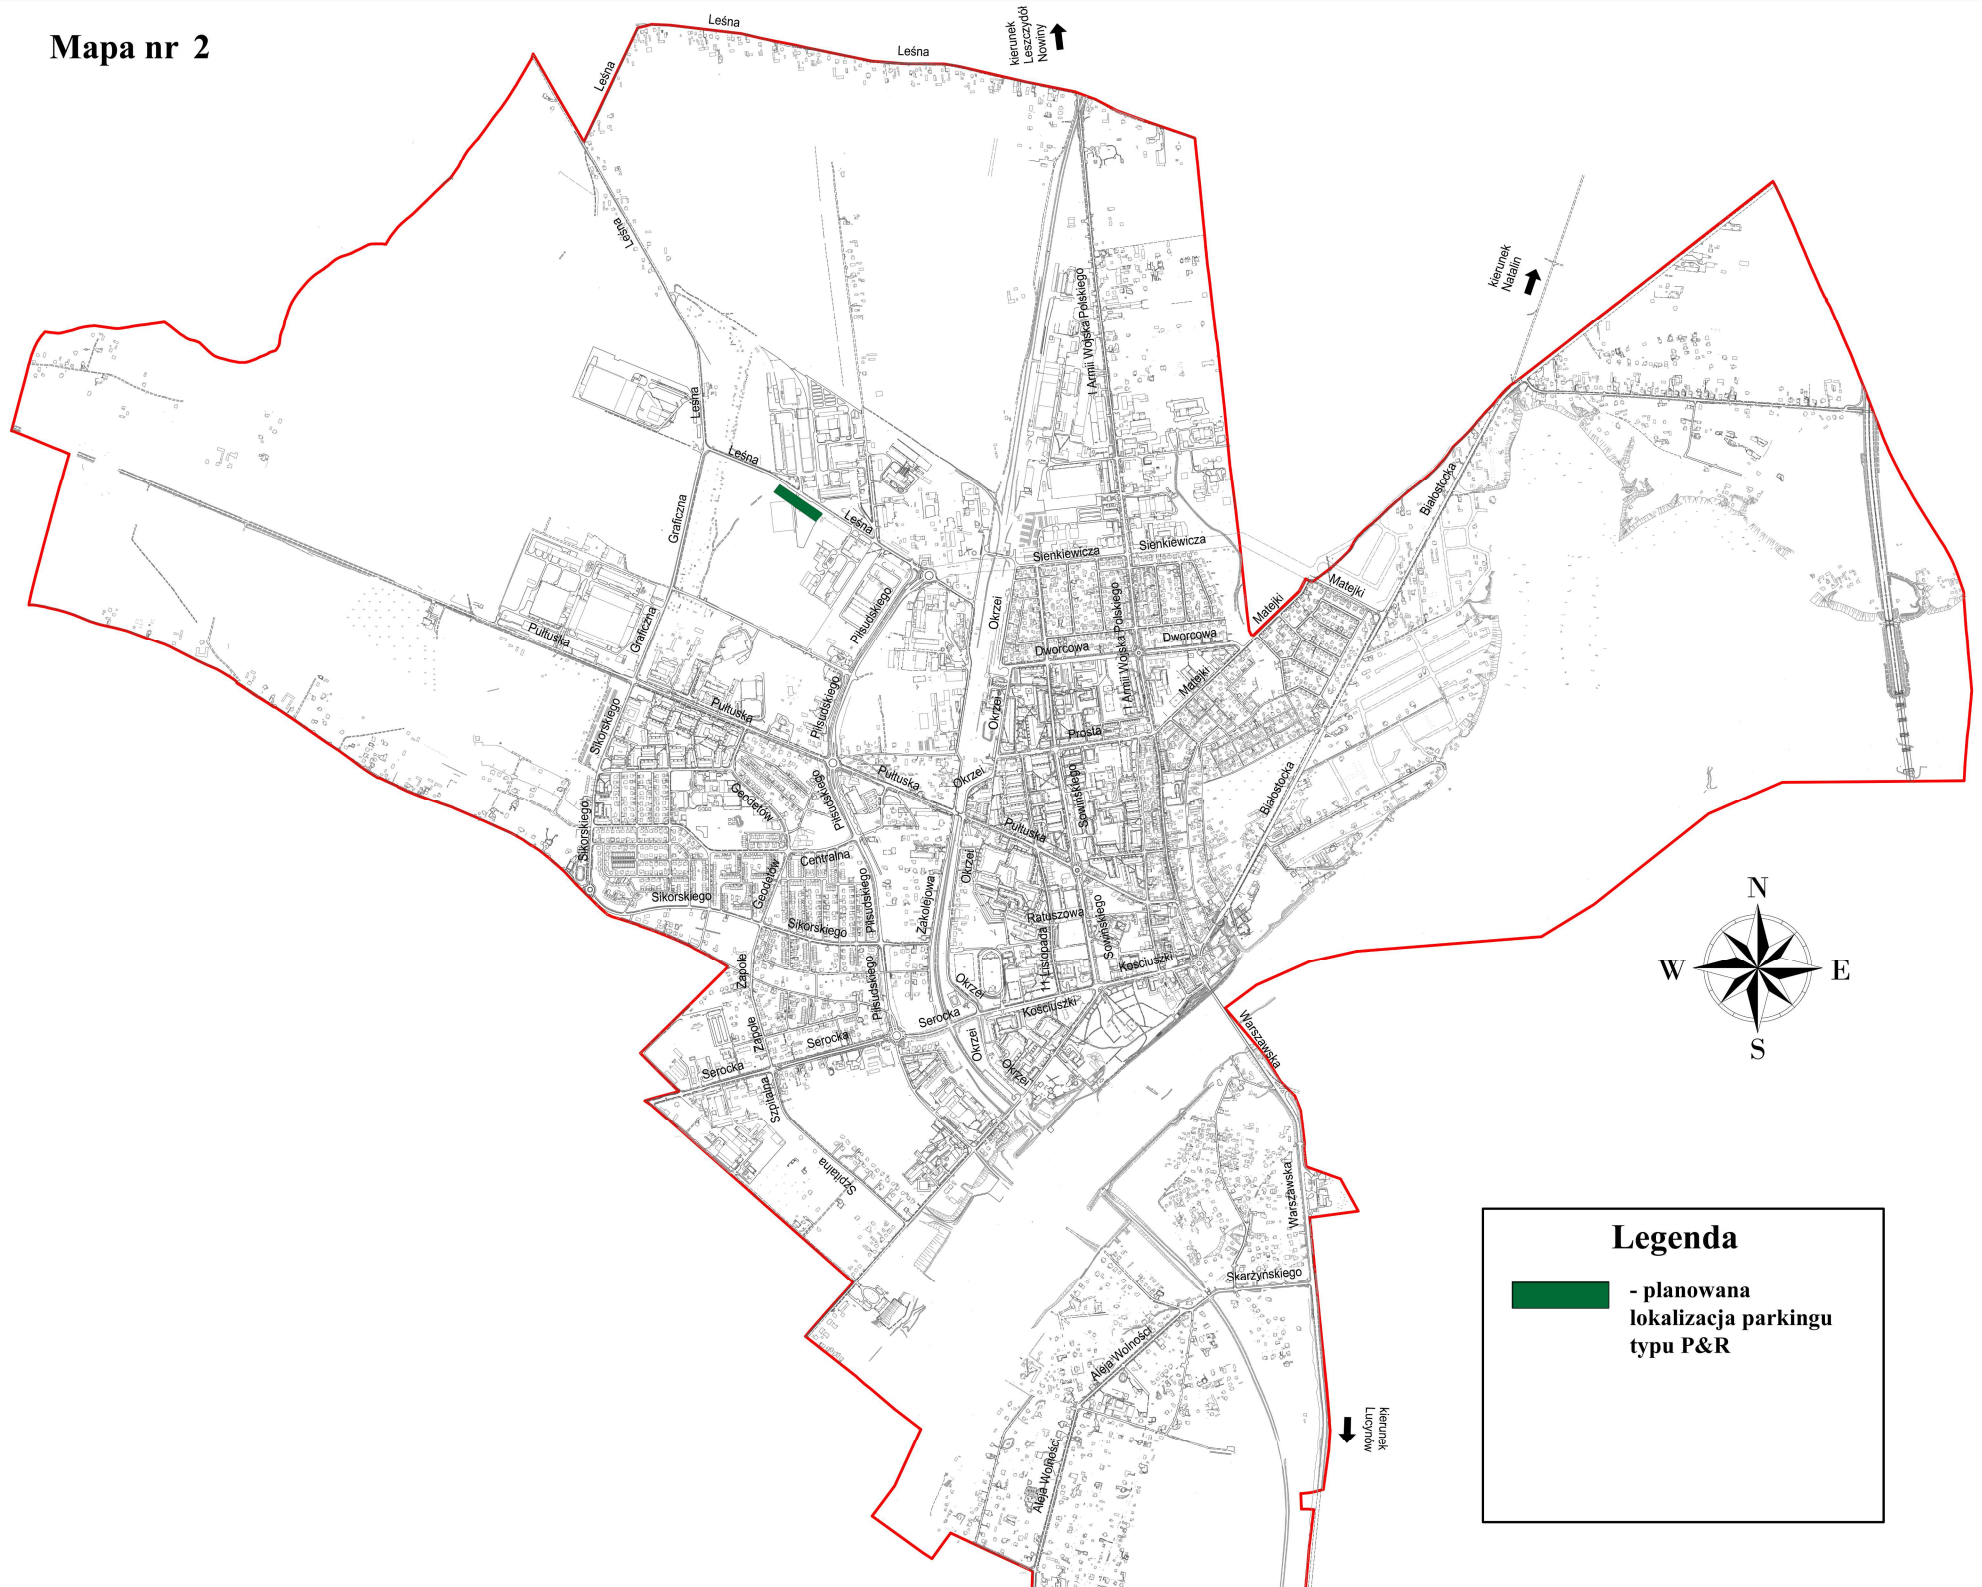 Mapa nr 2
Leśna
Leśna
Leśna
kierunek
Leszczydół
Nowiny
Leśna
kierunek
Natalin
1 Armii Wojska Polskiego
Leśna
Leśna
Leśna
Graficzna
Białostocka
Sienkiewicza
Sienkiewicza
Matejki
Matejki
Piłsudskiego
Okrzei
1 Armii Wojska Polskiego
Graficzna
Pułtuska
Dworcowa
Dworcowa
Matejki
Sikorskiego
Pułtuska
Piłsudskiego
Okrzei
Prosta
Pułtuska
Okrzei
Geodetów
Piłsudskiego
Sowińskiego
Białostocka
Sikorskiego
Pułtuska
Centralna
Okrzei
Geodetów
Sikorskiego
Piłsudskiego
Zakolejowa
Ratuszowa
Sowińskiego
Sikorskiego
11 Listopada
Kościuszki
Zapole
Piłsudskiego
Okrzei
Kościuszki
Serocka
Zapole
Serocka
Okrzei
Okrzei
Warszawska
Serocka
Szpitalna
Szpitalna
Warszawska
Skarżyńskiego
Aleja Wolności
Aleja Wolności
kierunek
Lucynów
N
W
E
S
Legenda
- planowana
lokalizacja parkingu
typu P&R